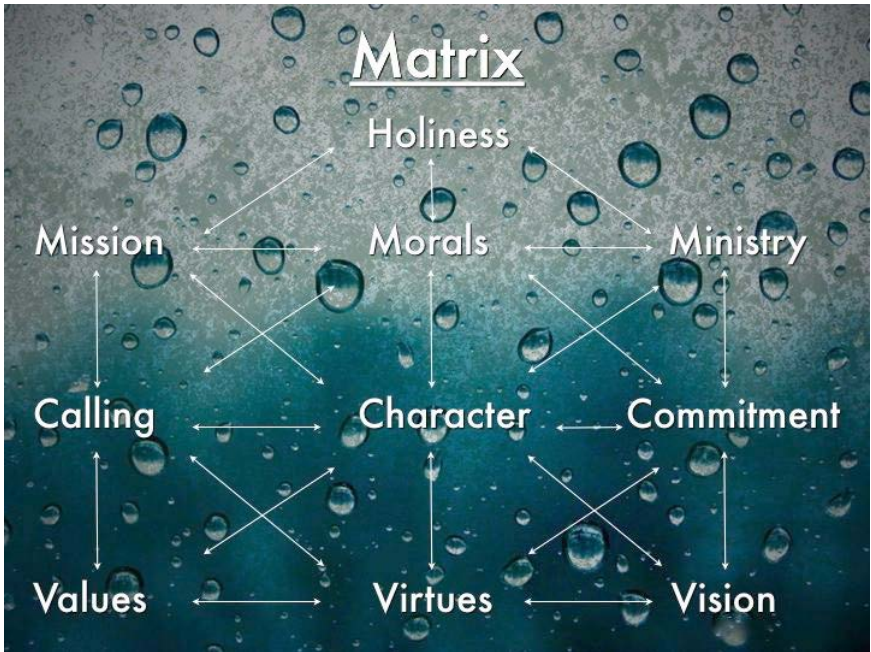 Matrix
Holiness
Mission Morals Ministry
Calling Character Commitment
Values Virtues Vision